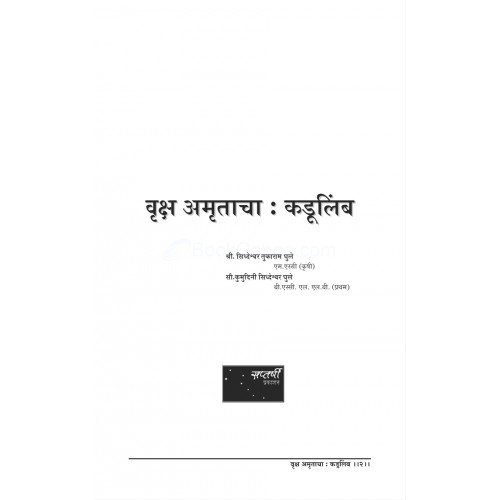 वृक्ष अमृताचा : कडूलिंब
श्री. सिध्देश्वर तुकाराम घुले
एम.एस्सी (कृषी)
सौ.कुमुदिनी सिध्देश्वर घुले
बी.एस्सी. एल. एल.बी. (प्रथम)
सप्तर्षी
प्रकाशन
वृक्ष अमृताचा : कडूलिंब ।।२।।